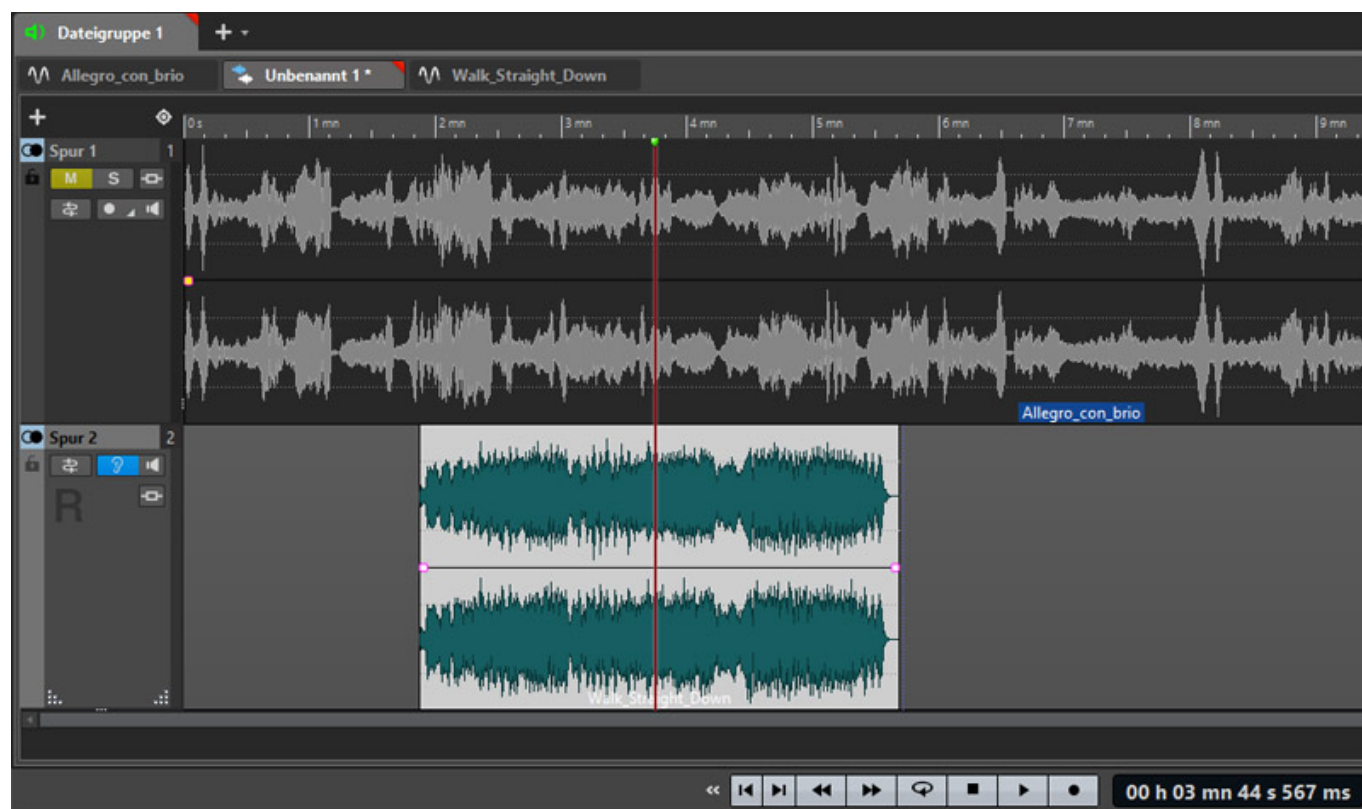 Dateigruppe 1
Allegro_con_brio Unbenannt 1 * Walk_Straight_Down
0 s 1 mn 2 mn 3 mn 4 mn 5 mn 6 mn 7 mn 8 mn 9 mn
Spur 1 1
M S
Allegro_con_brio
Spur 2 2
R
Walk_Straight_Down
00 h 03 mn 44 s 567 ms